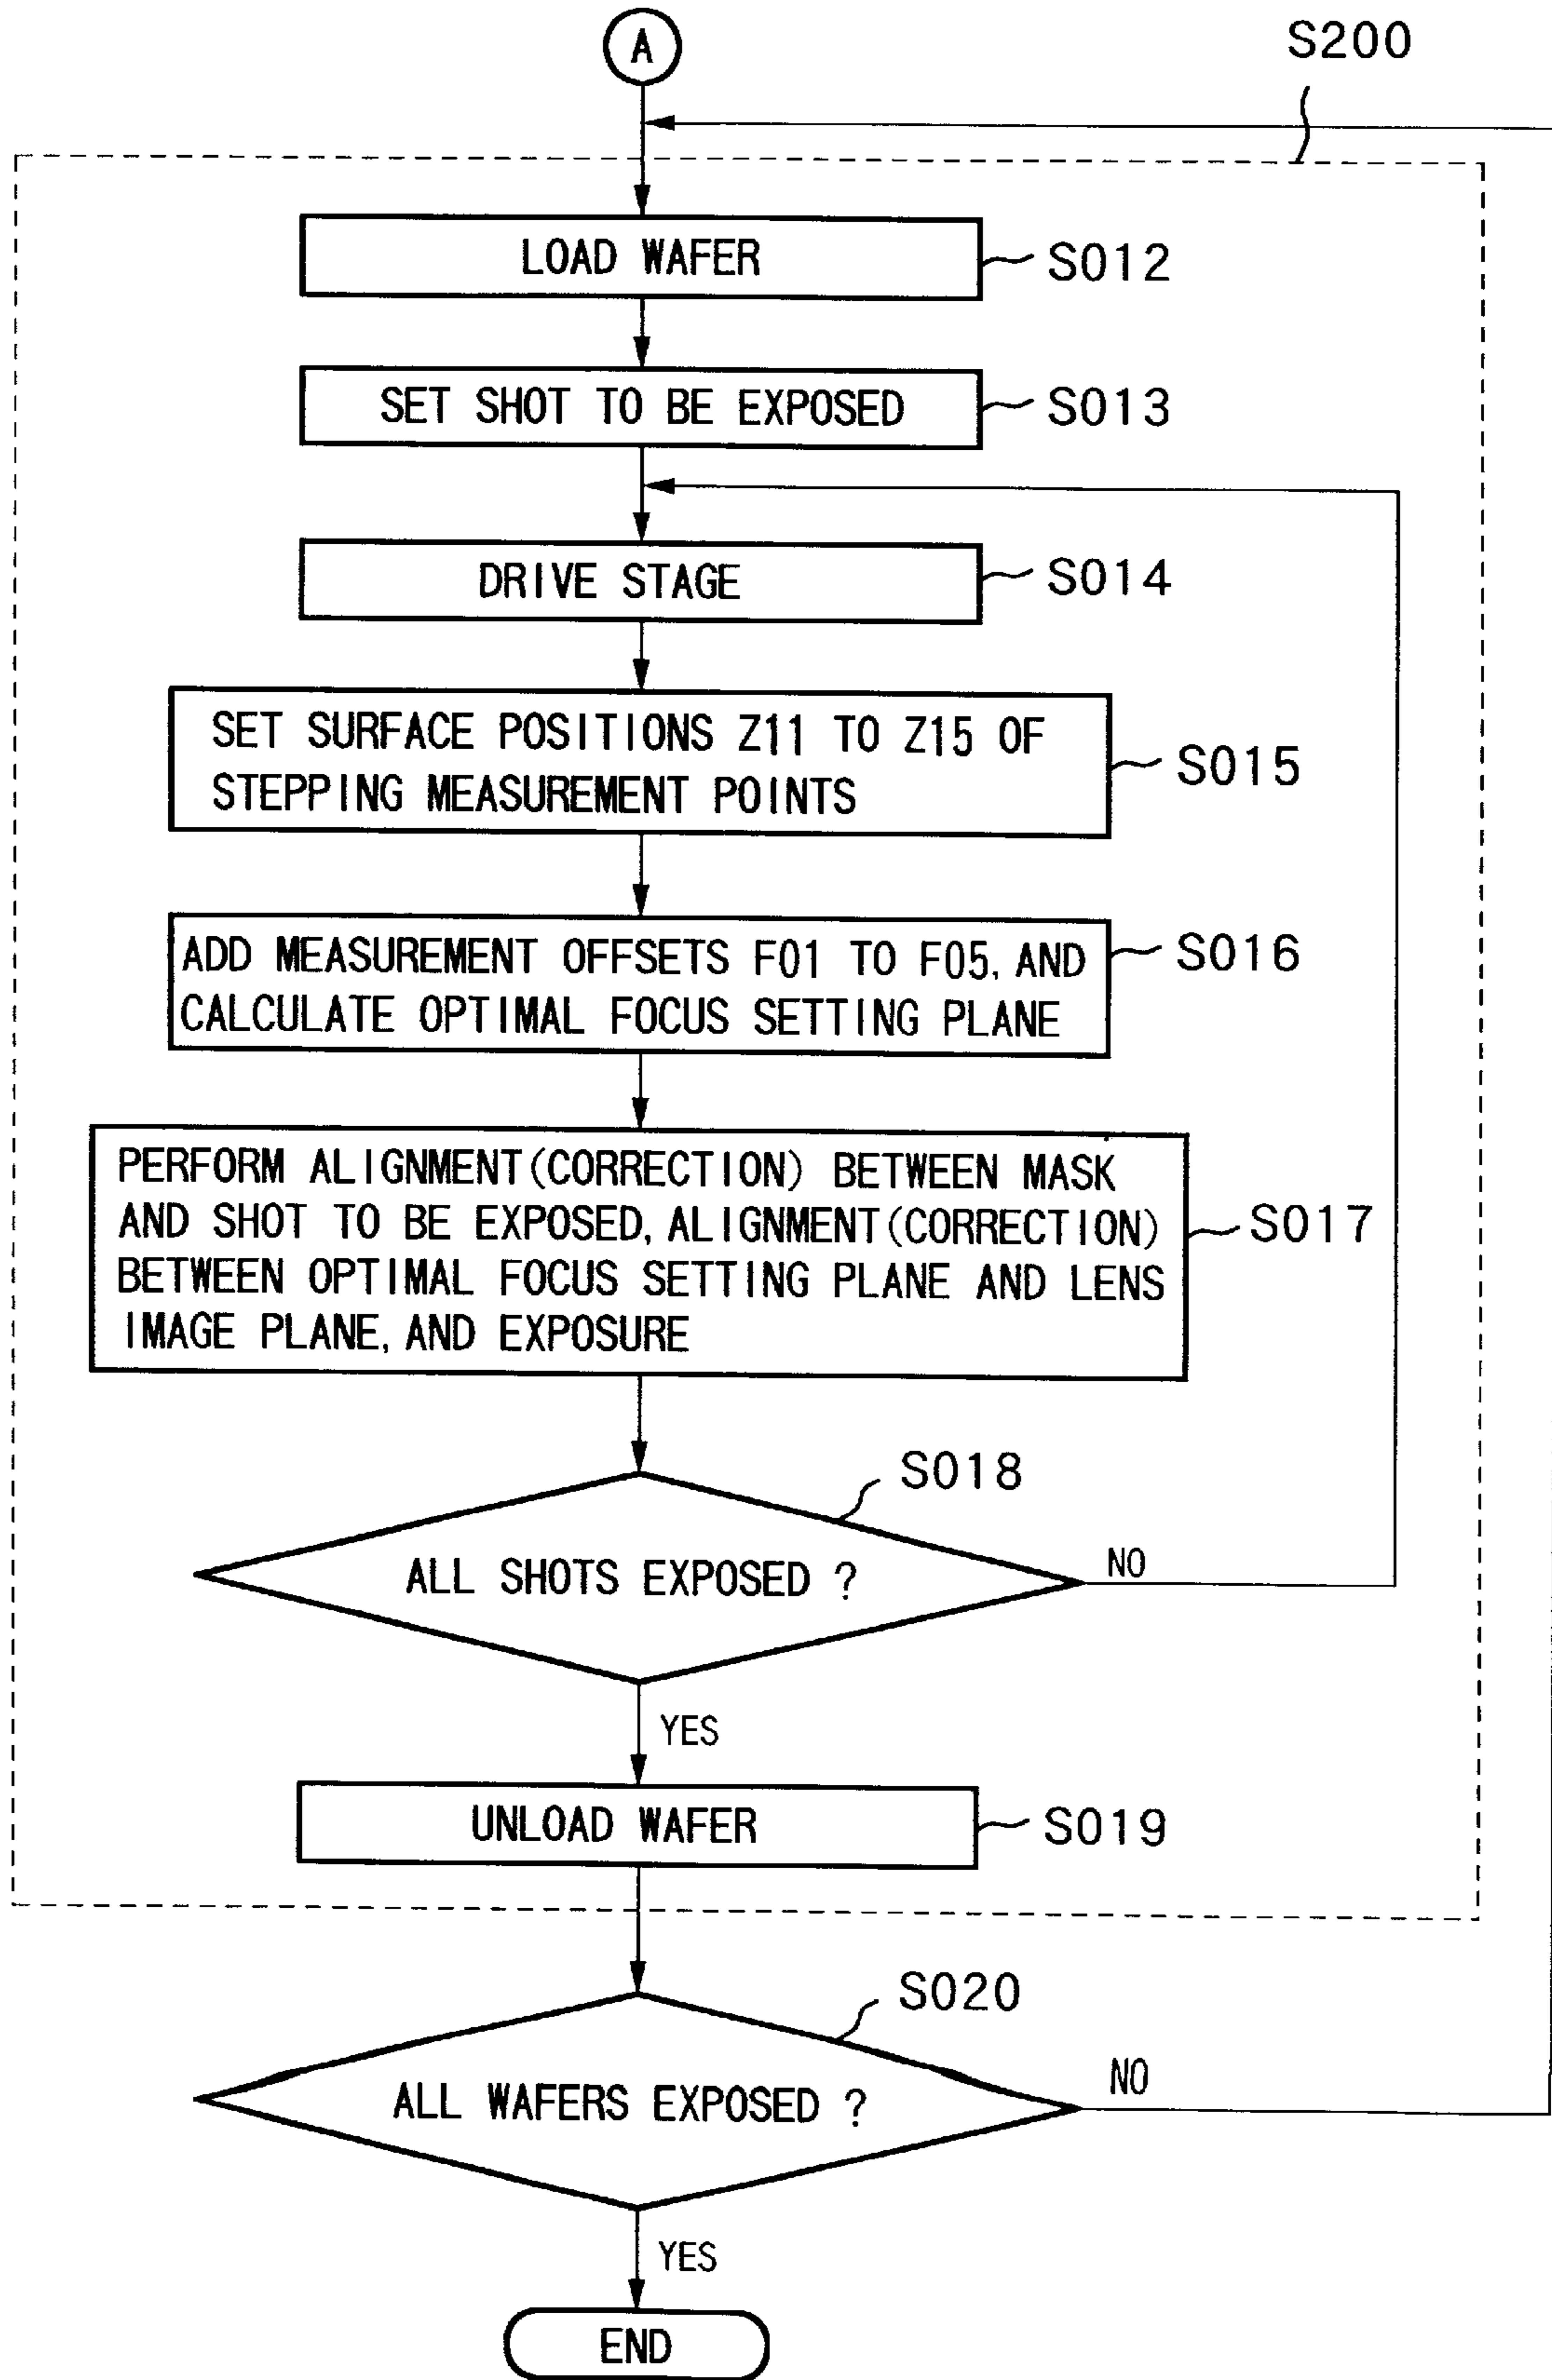 A
S200
LOAD WAFER
S012
SET SHOT TO BE EXPOSED
S013
DRIVE STAGE
S014
SET SURFACE POSITIONS Z11 TO Z15 OF
STEPPING MEASUREMENT POINTS
S015
ADD MEASUREMENT OFFSETS F01 TO F05, AND
CALCULATE OPTIMAL FOCUS SETTING PLANE
S016
PERFORM ALIGNMENT(CORRECTION) BETWEEN MASK
AND SHOT TO BE EXPOSED, ALIGNMENT(CORRECTION)
BETWEEN OPTIMAL FOCUS SETTING PLANE AND LENS
IMAGE PLANE, AND EXPOSURE
S017
S018
ALL SHOTS EXPOSED ?
NO
YES
UNLOAD WAFER
S019
S020
ALL WAFERS EXPOSED ?
NO
YES
END